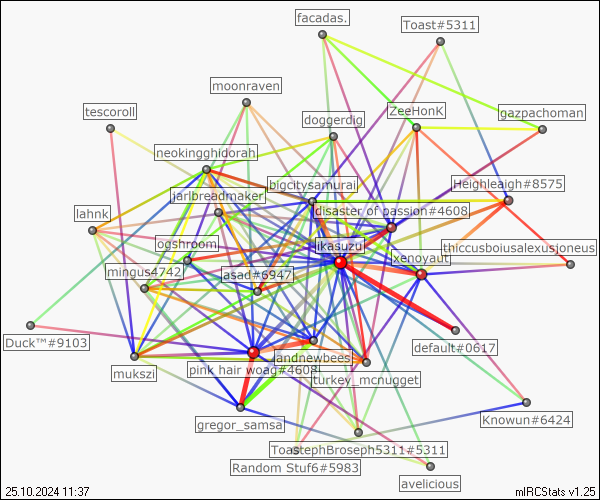 facadas.
Toast#5311
moonraven
tescoroll
doggerdig
ZeeHonK
gazpachoman
neokingghidorah
bigcitysamurai
Heighleagh#8575
jaribreadmaker
disaster of passion#4608
lahnk
ogshroom
ikasuzu
thiccusboiusalexusjoneus
xenoyaut
mingus4742
asad#6947
Duck™#9103
default#0617
andnewbees
mukszi
pink hair woag#4608
turkey_mcnugget
gregor_samsa
Knowun#6424
ToastephBroseph5311#5311
Random Stuf6#5983
avelicious
25.10.2024 11:37
mIRCStats v1.25